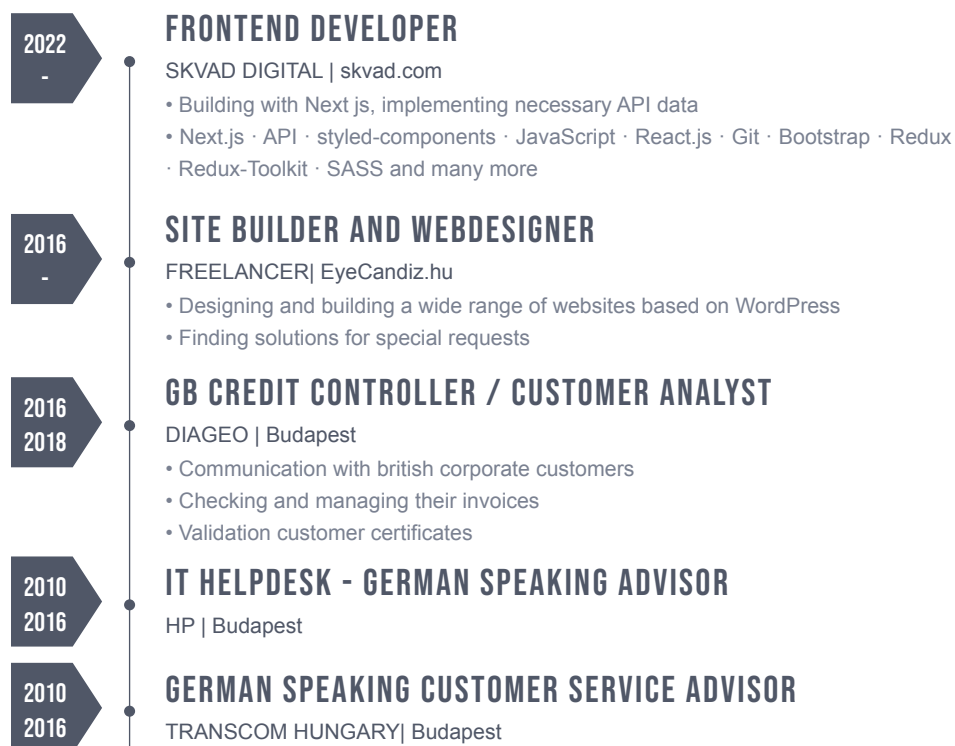 2022
-
FRONTEND DEVELOPER
SKVAD DIGITAL | skvad.com
• Building with Next js, implementing necessary API data
• Next.js · API · styled-components · JavaScript · React.js · Git · Bootstrap · Redux
· Redux-Toolkit · SASS and many more
2016
-
SITE BUILDER AND WEBDESIGNER
FREELANCER| EyeCandiz.hu
• Designing and building a wide range of websites based on WordPress
• Finding solutions for special requests
2016
2018
GB CREDIT CONTROLLER / CUSTOMER ANALYST
DIAGEO | Budapest
• Communication with british corporate customers
• Checking and managing their invoices
• Validation customer certificates
2010
2016
IT HELPDESK - GERMAN SPEAKING ADVISOR
HP | Budapest
2010
2016
GERMAN SPEAKING CUSTOMER SERVICE ADVISOR
TRANSCOM HUNGARY| Budapest